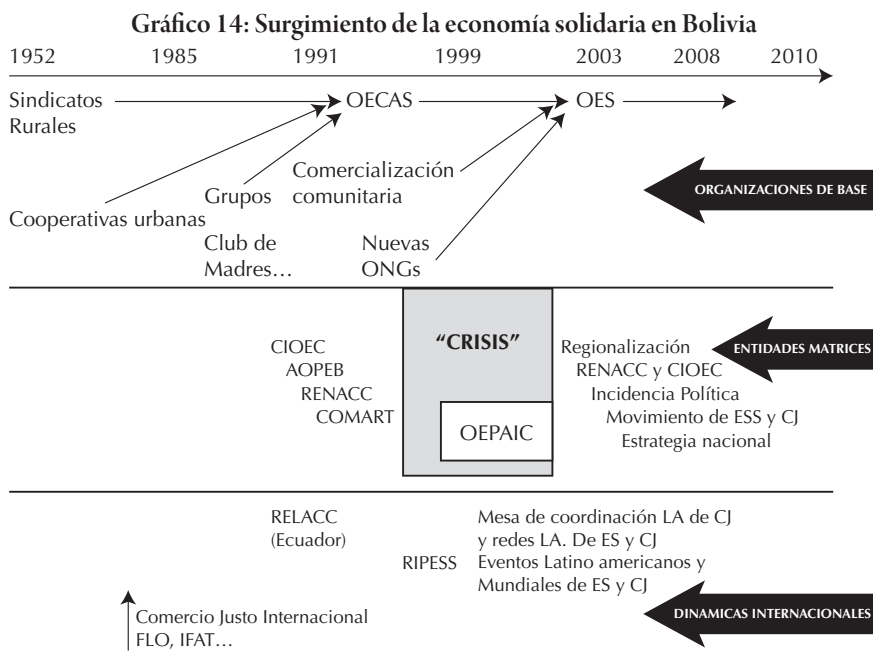 Gráfico 14: Surgimiento de la economía solidaria en Bolivia
1952 1985 1991 1999 2003 2008 2010
Sindicatos
Rurales
OECAS
OES
Comercialización
comunitaria
Grupos
Cooperativas urbanas
Club de
Madres…
Nuevas
ONGs
ORGANIZACIONES DE BASE
CIOEC
AOPEB
RENACC
COMART
“CRISIS”
OEPAIC
Regionalización
RENACC y CIOEC
Incidencia Política
Movimiento de ESS y CJ
Estrategia nacional
ENTIDADES MATRICES
RELACC
(Ecuador)
RIPESS
Mesa de coordinación LA de CJ
y redes LA. De ES y CJ
Eventos Latino americanos y
Mundiales de ES y CJ
Comercio Justo Internacional
FLO, IFAT…
DINAMICAS INTERNACIONALES